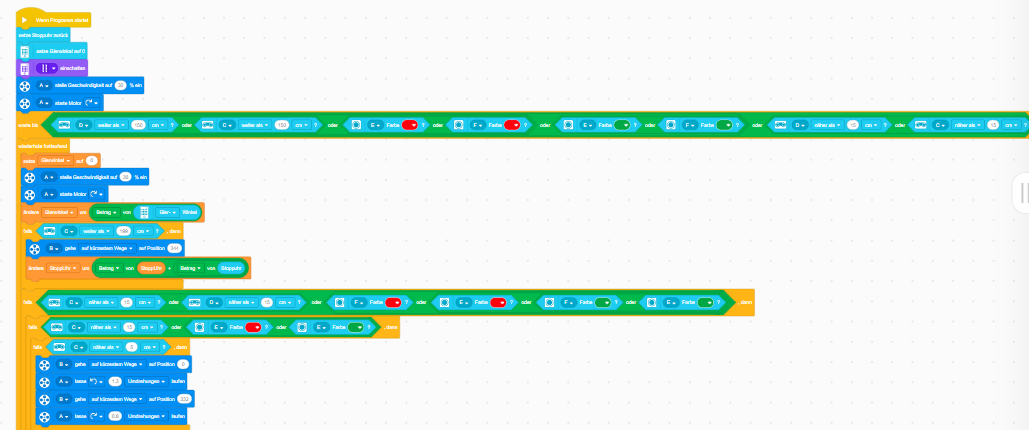 Wenn Programm startet
setze Stoppuhr zurück
setze Gierwinkel auf 0
einschalten
A stelle Geschwindigkeit auf % ein
A starte Motor
warte bis D weiter als 150 cm ? oder C weiter als 150 cm ? oder E Farbe ? oder F Farbe ? oder E Farbe ? oder F Farbe ? oder D näher als 15 cm ? oder C näher als 15 cm ?
wiederhole fortlaufend
setze Gierwinkel auf 0
A stelle Geschwindigkeit auf % ein
A starte Motor
ändere Gierwinkel um Betrag von Gier- Winkel
falls C weiter als cm ? , dann
B gehe auf kürzestem Wege auf Position 344
ändere StoppUhr um Betrag von StoppUhr + Betrag von Stoppuhr
falls C näher als 15 cm ? oder D näher als 15 cm ? oder F Farbe ? oder E Farbe ? oder F Farbe ? oder E Farbe ? , dann
falls C näher als 15 cm ? oder E Farbe ? oder E Farbe ? , dann
falls C näher als 5 cm ? , dann
B gehe auf kürzestem Wege auf Position
A lasse 1.3 Umdrehungen laufen
B gehe auf kürzestem Wege auf Position 332
A lasse 0.8 Umdrehungen laufen